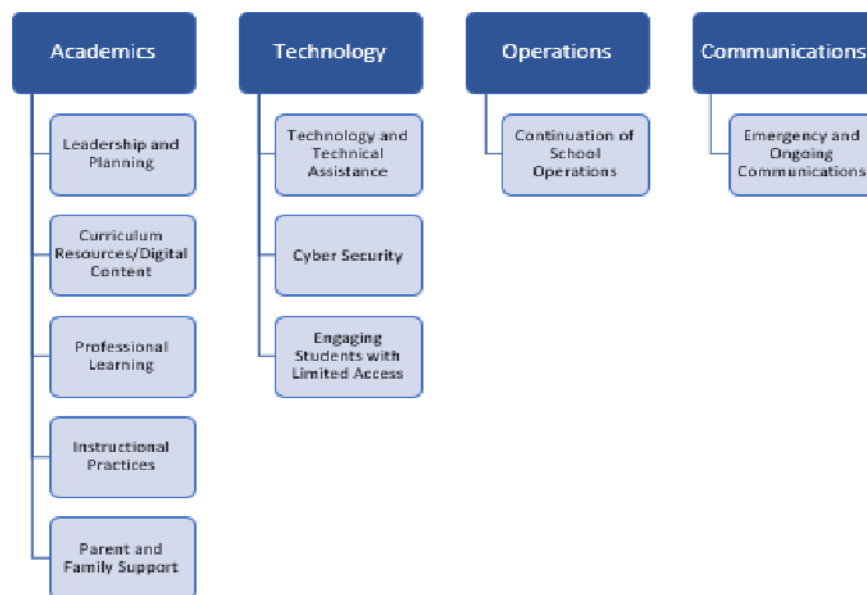 Academics
Leadership and
Planning
Curriculum
Resources/Digital
Content
Professional
Learning
Instructional
Practices
Parent and
Family Support
Technology
Technology and
Technical
Assistance
Cyber Security
Engaging
Students with
Limited Access
Operations
Continuation of
School
Operations
Communications
Emergency and
Ongoing
Communications